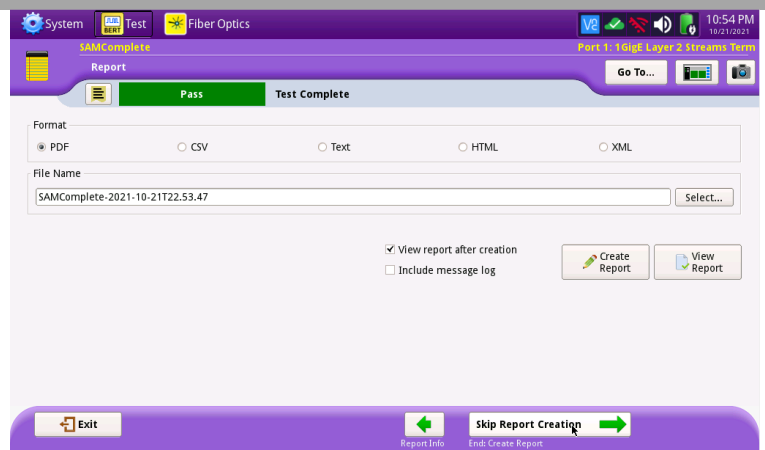 System
BERT
Test
Fiber Optics
VS
10:54 PM
10/21/2021
SAMComplete
Port 1: 1GigE Layer 2 Streams Term
Report
Go To...
Pass
Test Complete
Format
PDF
CSV
Text
HTML
XML
File Name
SAMComplete-2021-10-21T22.53.47
Select...
View report after creation
Include message log
Create
Report
View
Report
Exit
Skip Report Creation
Report Info
End: Create Report